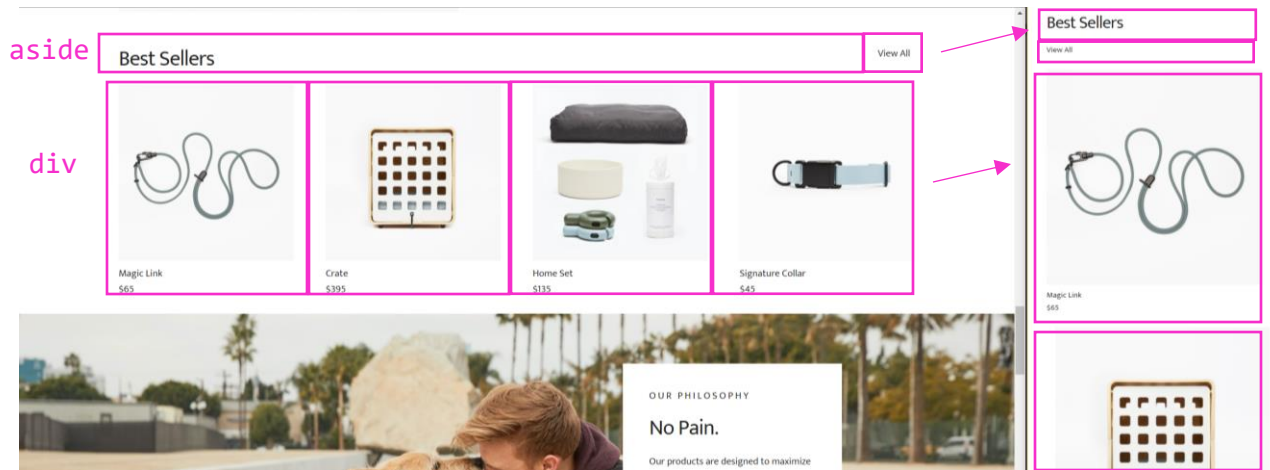 aside
Best Sellers
View All
div
Magic Link
$65
Crate
$395
Home Set
$135
Signature Collar
$45
OUR PHILOSOPHY
No Pain.
Our products are designed to maximize
Best Sellers
View All
Magic Link
$65